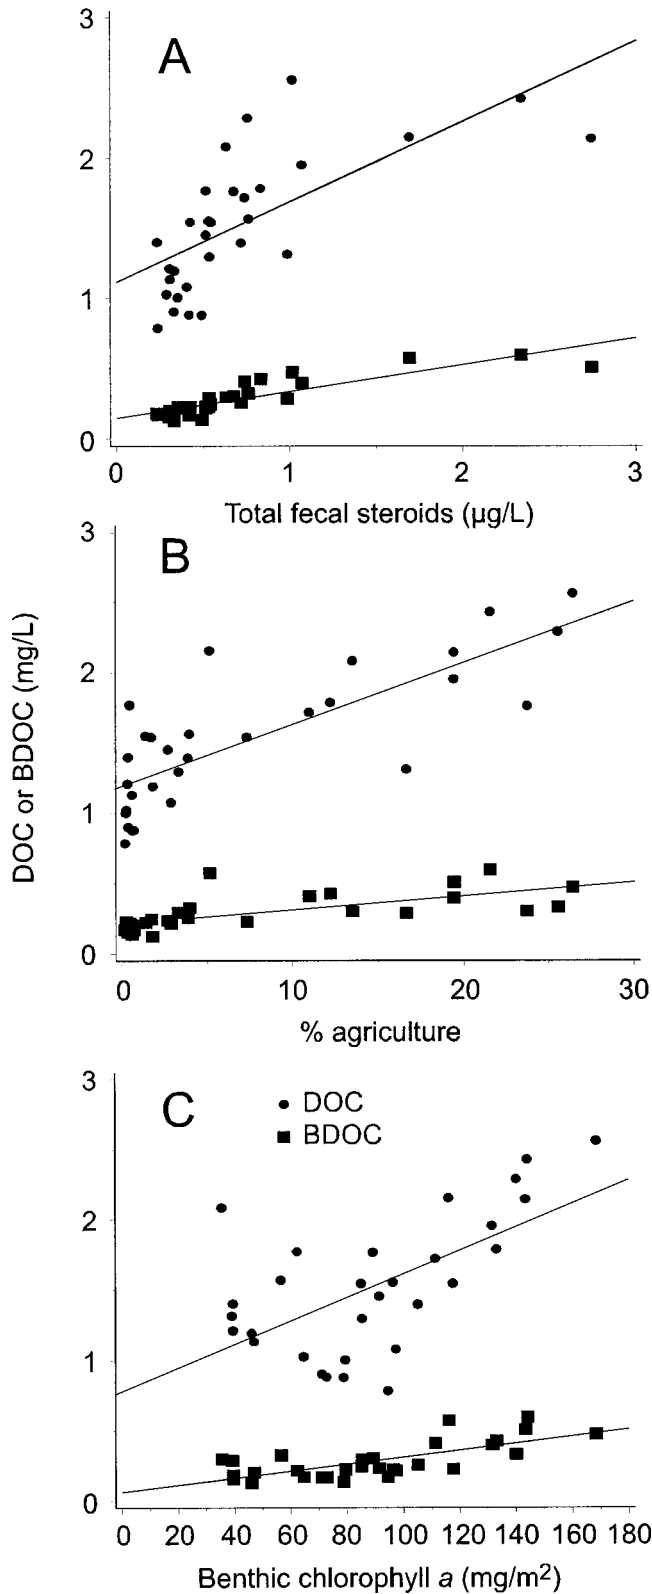 A
3
2
1
0
0 1 2 3
Total fecal steroids (µg/L)
B
3
2
1
0
0 10 20 30
% agriculture
DOC or BDOC (mg/L)
C
DOC
BDOC
3
2
1
0
0 20 40 60 80 100 120 140 160 180
Benthic chlorophyll a (mg/m²)